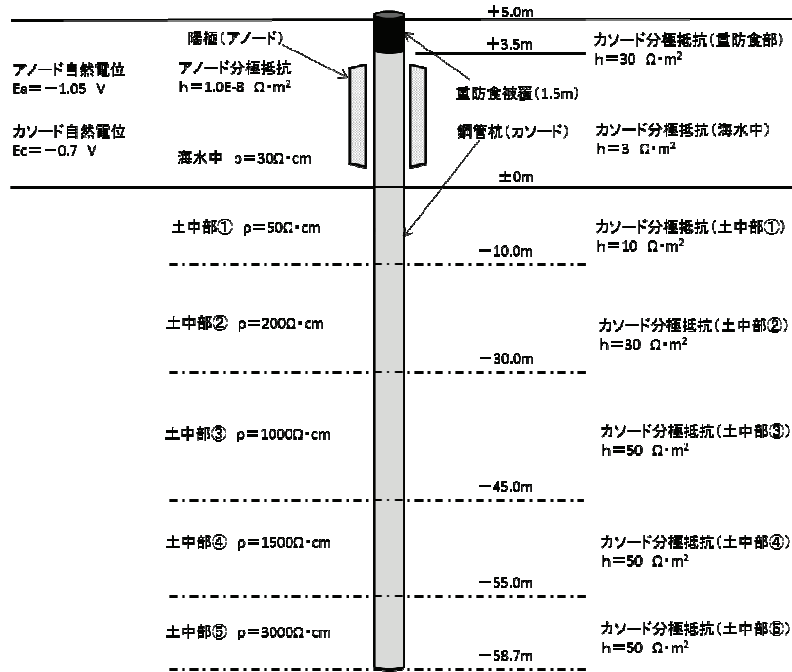 +5.0m
陽極(アノード)
+3.5m
カソード分極抵抗(重防食部)
h=30 Ω・m²
アノード自然電位
Ea=-1.05 V
アノード分極抵抗
h=1.0E-8 Ω・m²
重防食被覆(1.5m)
カソード自然電位
Ec=-0.7 V
鋼管杭(カソード)
カソード分極抵抗(海水中)
h=3 Ω・m²
海水中 ρ=30Ω・cm
±0m
土中部① ρ=50Ω・cm
カソード分極抵抗(土中部①)
h=10 Ω・m²
-10.0m
土中部② ρ=200Ω・cm
カソード分極抵抗(土中部②)
h=30 Ω・m²
-30.0m
土中部③ ρ=1000Ω・cm
カソード分極抵抗(土中部③)
h=50 Ω・m²
-45.0m
土中部④ ρ=1500Ω・cm
カソード分極抵抗(土中部④)
h=50 Ω・m²
-55.0m
土中部⑤ ρ=3000Ω・cm
カソード分極抵抗(土中部⑤)
h=50 Ω・m²
-58.7m